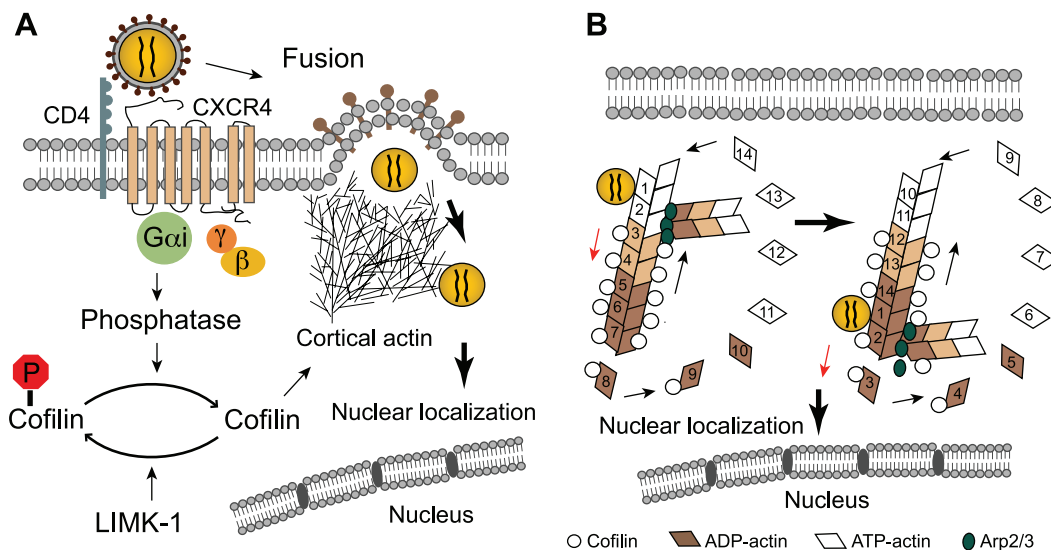 A
Fusion
CD4
CXCR4
Gαi
γ
β
Phosphatase
Cortical actin
P
Cofilin
Cofilin
LIMK-1
Nuclear localization
Nucleus
B
14
13
12
11
10
9
8
1
2
3
4
5
6
7
9
8
7
6
5
4
3
10
11
12
13
14
1
2
Nuclear localization
Nucleus
Cofilin
ADP-actin
ATP-actin
Arp2/3